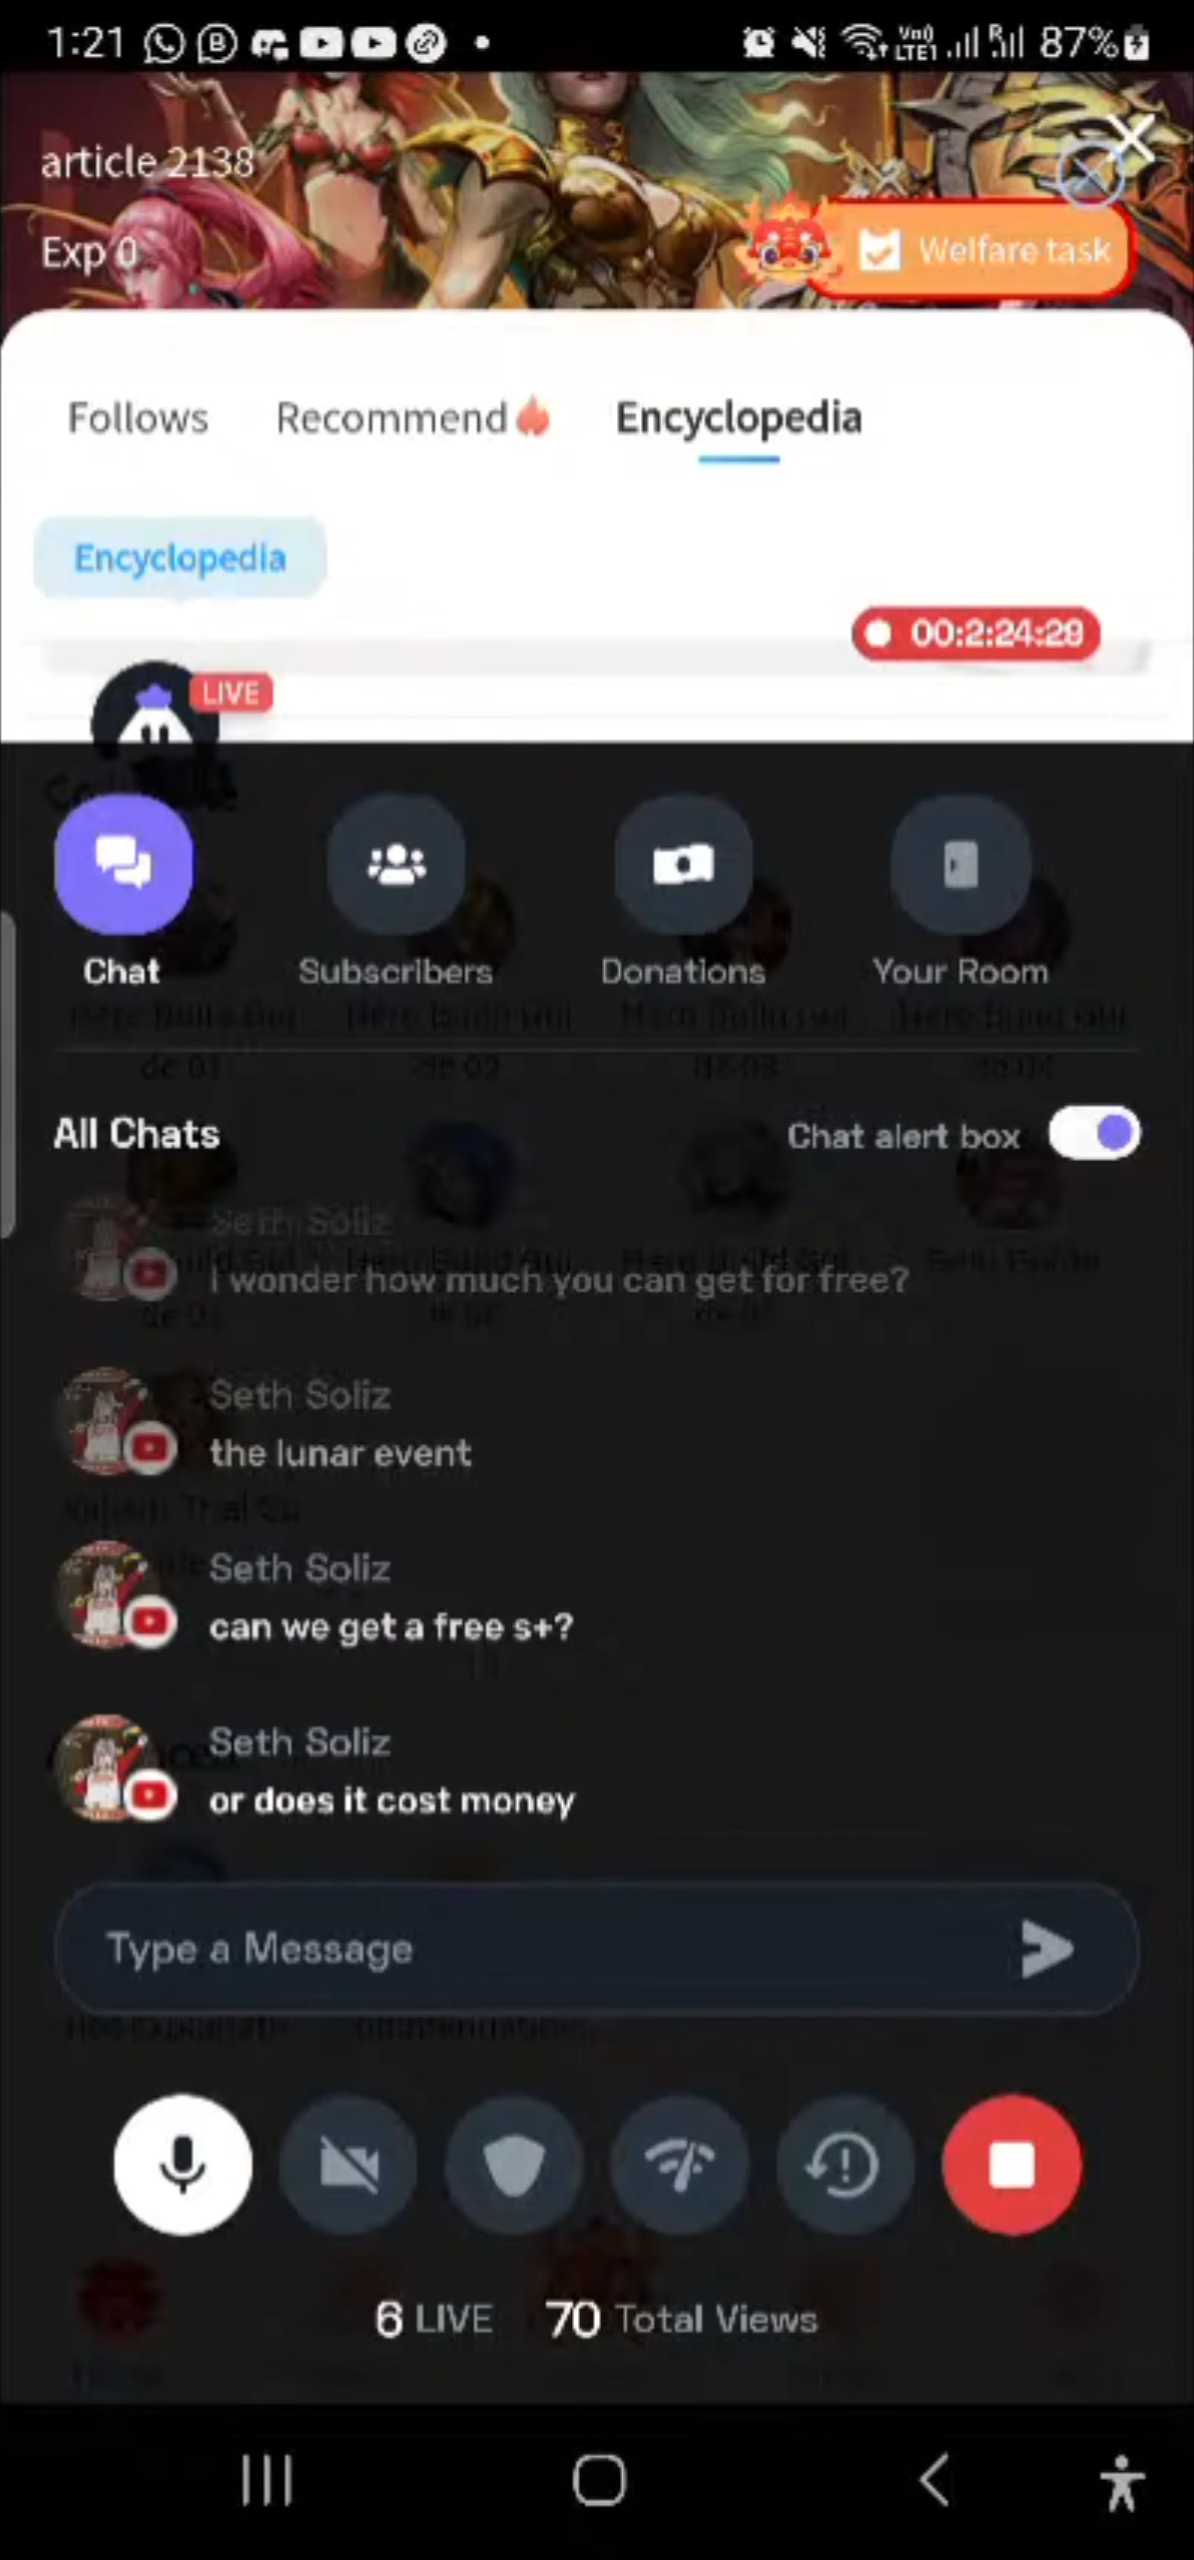 1:21
Vo))
LTE1
R
87%
article 2138
Exp 0
Welfare task
Follows Recommend Encyclopedia
Encyclopedia
00:2:24:29
LIVE
Chat Subscribers Donations Your Room
All Chats
Chat alert box
Seth Soliz
I wonder how much you can get for free?
Seth Soliz
the lunar event
Seth Soliz
can we get a free s+?
Seth Soliz
or does it cost money
Type a Message
6 LIVE 70 Total Views